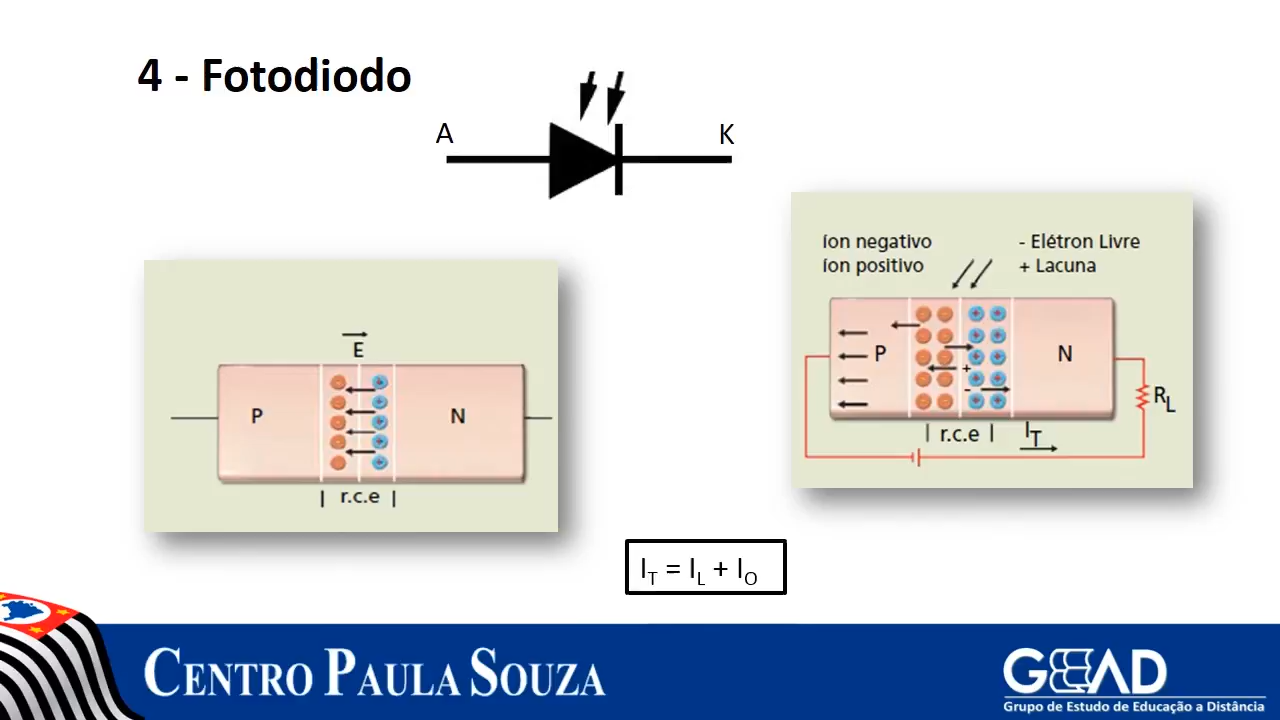 4 - Fotodiodo
A
K
E
P
N
| r.c.e |
íon negativo
íon positivo
- Elétron Livre
+ Lacuna
P
+
-
N
R_L
| r.c.e |
I_T
I_T = I_L + I_O
CENTRO PAULA SOUZA
GEEAD
Grupo de Estudo de Educação a Distância